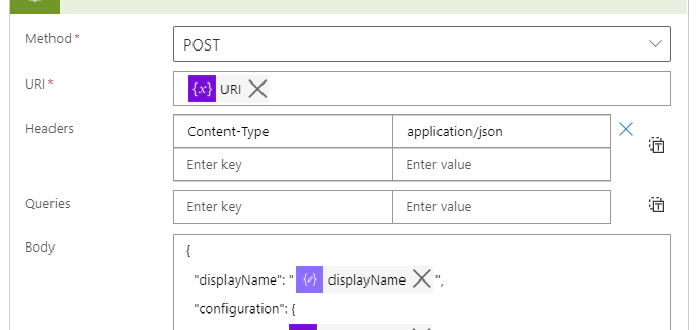 Method *
POST
URI *
{x} URI
Headers
Content-Type application/json
Enter key Enter value
Queries
Enter key Enter value
Body
{
"displayName": " displayName ",
"configuration": {